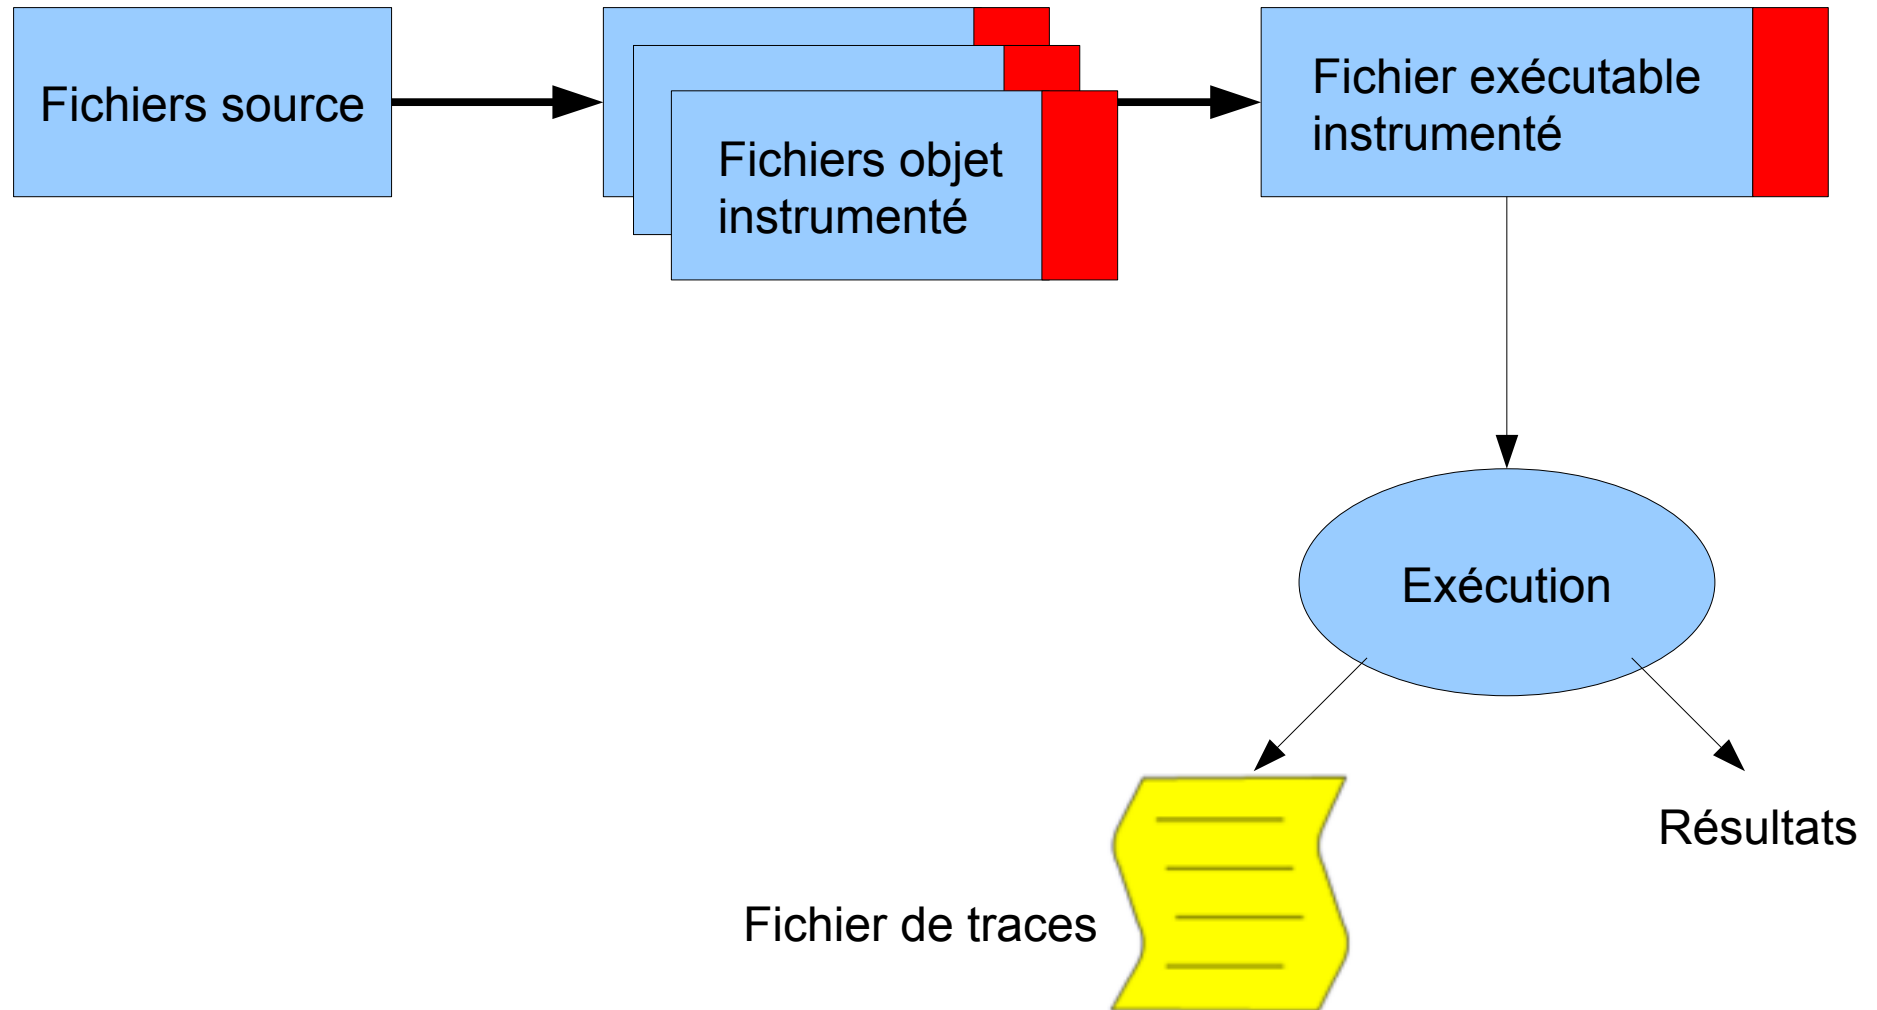 Fichiers source
Fichiers objet
instrumenté
Fichier exécutable
instrumenté
Exécution
Résultats
Fichier de traces